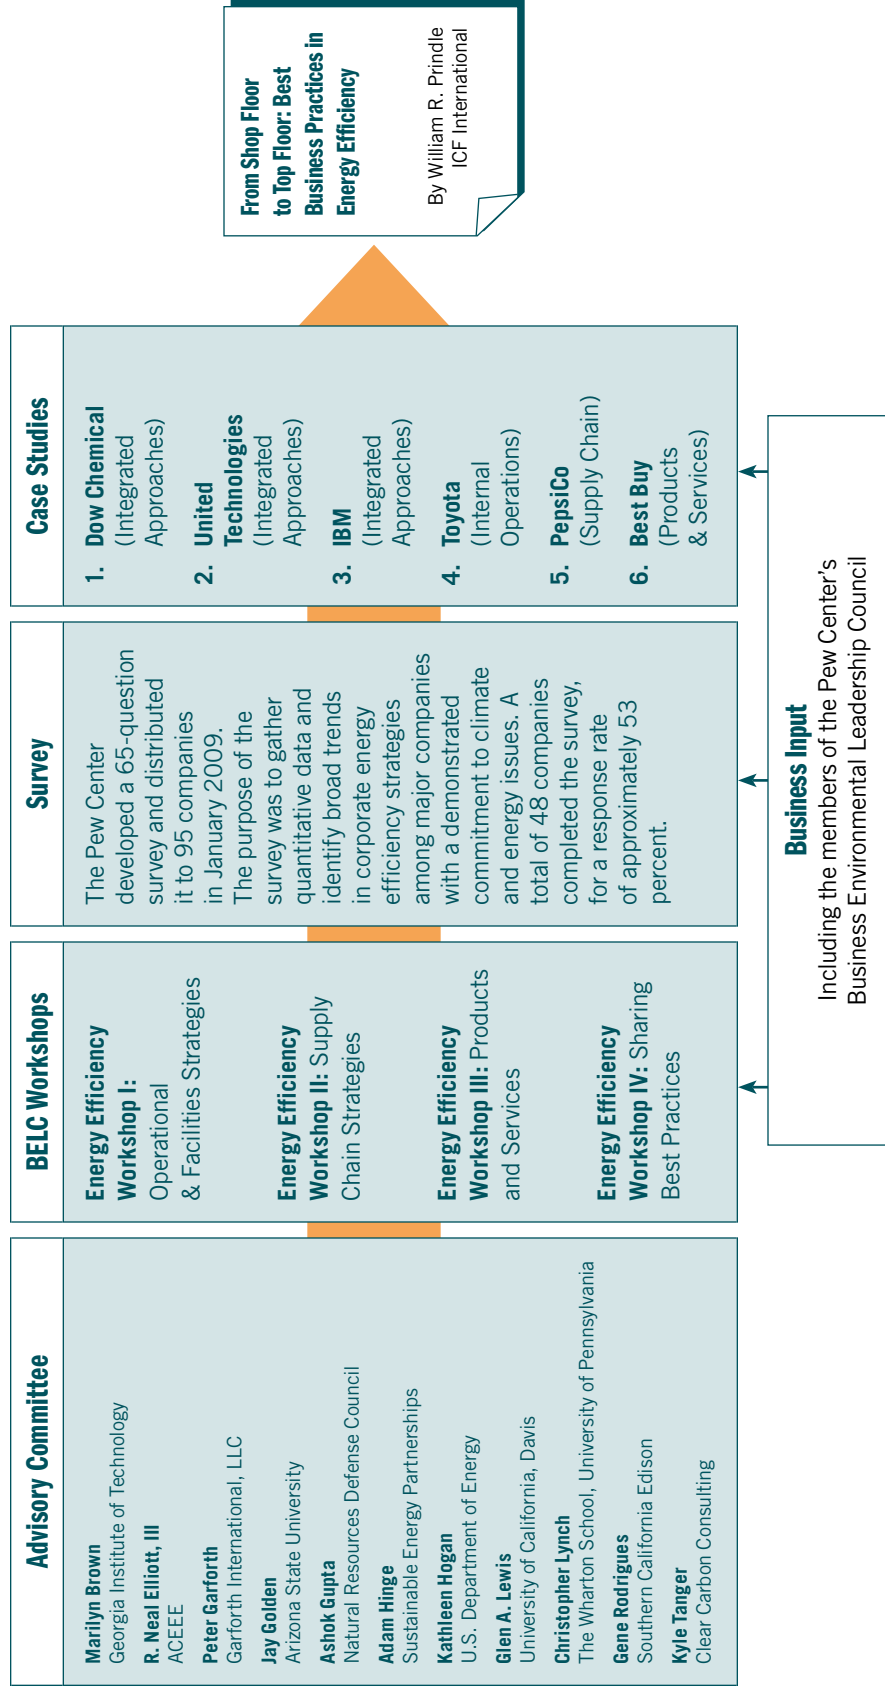 Advisory Committee
Marilyn Brown
Georgia Institute of Technology
R. Neal Elliott, III
ACEEE
Peter Garforth
Garforth International, LLC
Jay Golden
Arizona State University
Ashok Gupta
Natural Resources Defense Council
Adam Hinge
Sustainable Energy Partnerships
Kathleen Hogan
U.S. Department of Energy
Glen A. Lewis
University of California, Davis
Christopher Lynch
The Wharton School, University of Pennsylvania
Gene Rodrigues
Southern California Edison
Kyle Tanger
Clear Carbon Consulting
BELC Workshops
Energy Efficiency
Workshop I:
Operational
& Facilities Strategies
Energy Efficiency
Workshop II: Supply
Chain Strategies
Energy Efficiency
Workshop III: Products
and Services
Energy Efficiency
Workshop IV: Sharing
Best Practices
Survey
The Pew Center
developed a 65-question
survey and distributed
it to 95 companies
in January 2009.
The purpose of the
survey was to gather
quantitative data and
identify broad trends
in corporate energy
efficiency strategies
among major companies
with a demonstrated
commitment to climate
and energy issues. A
total of 48 companies
completed the survey,
for a response rate
of approximately 53
percent.
Case Studies
1. Dow Chemical
(Integrated
Approaches)
2. United
Technologies
(Integrated
Approaches)
3. IBM
(Integrated
Approaches)
4. Toyota
(Internal
Operations)
5. PepsiCo
(Supply Chain)
6. Best Buy
(Products
& Services)
From Shop Floor
to Top Floor: Best
Business Practices in
Energy Efficiency
By William R. Prindle
ICF International
Business Input
Including the members of the Pew Center's
Business Environmental Leadership Council